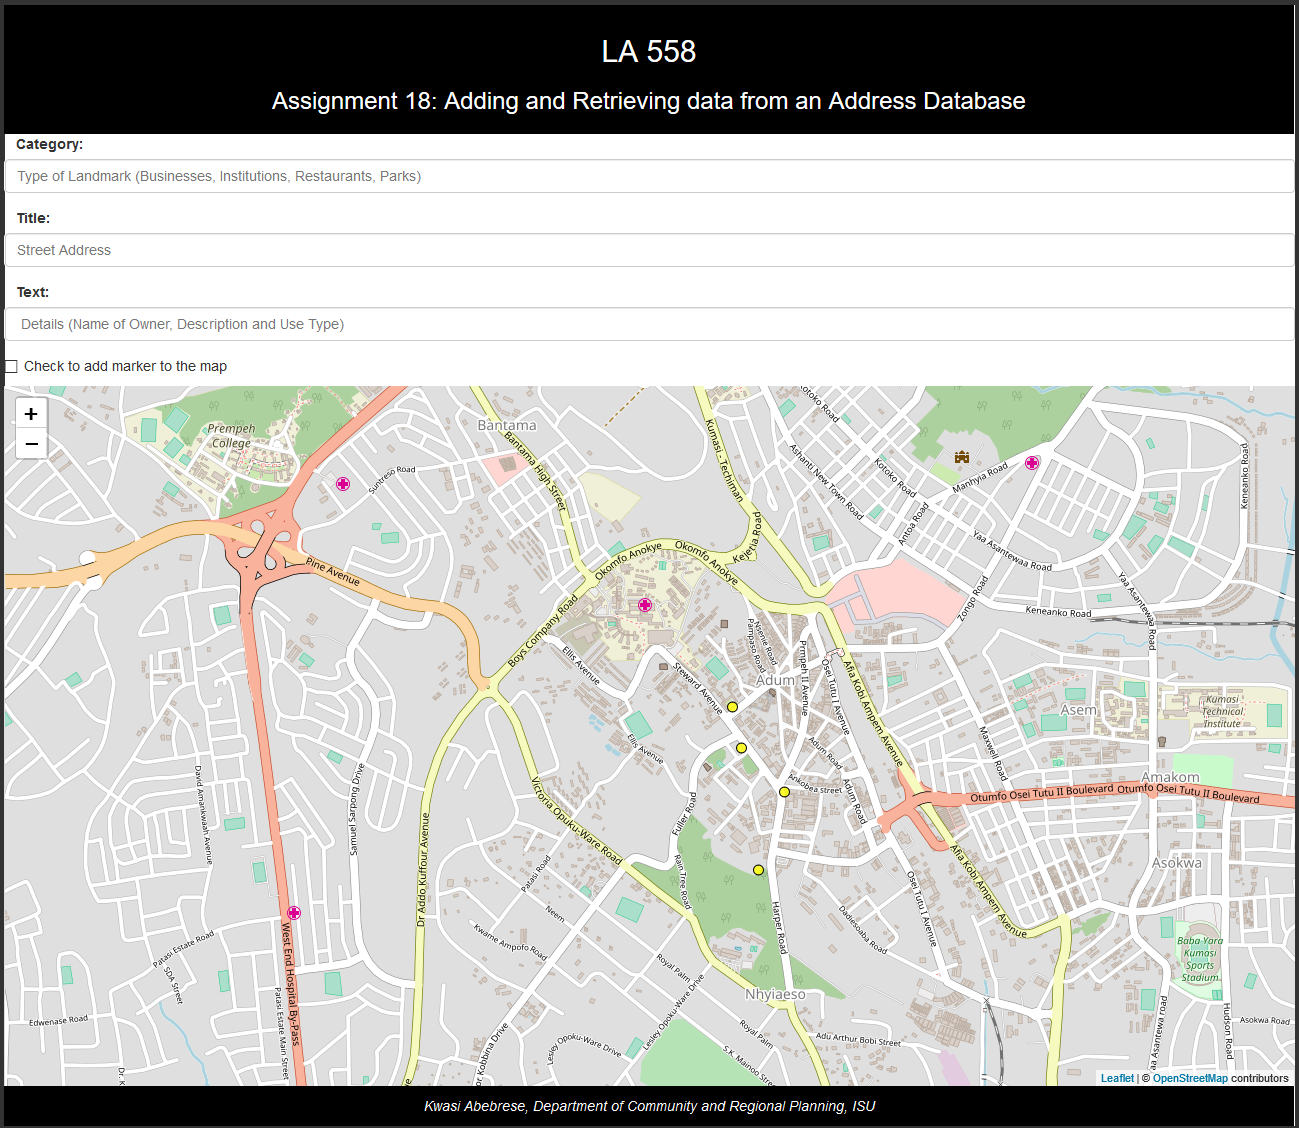 LA 558
Assignment 18: Adding and Retrieving data from an Address Database
Category:
Type of Landmark (Businesses, Institutions, Restaurants, Parks)
Title:
Street Address
Text:
Details (Name of Owner, Description and Use Type)
Check to add marker to the map
+
−
Prempeh
College
Bantama
Bantama High Street
Suntreso Road
Kumasi - Techiman
Kotoko Road
Ashanti New Town Road
Manhyia Road
Antoa Road
Keneanko Road
Pine Avenue
Okomfo Anokye
Okomfo Anokye
Kejetia Road
Yaa Asantewaa Road
Yaa Asantewaa Road
Zongo Road
Keneanko Road
Boys Company Road
Ellis Avenue
Steward Avenue
Nsenie Road
Pampaso Road
Adum
Prmpeh II Avenue
Osei Tutu I Avenue
Afia Kobi Ampem Avenue
Asem
Kumasi
Technical
Institute
Maxwell Road
Ellis Avenue
Adum Road
Ankobea street
Adum Road
Amakom
Otumfo Osei Tutu II Boulevard
Otumfo Osei Tutu II Boulevard
David Amankwaah Avenue
Samuel Sarpong Drive
Dr Addo Kuffour Avenue
Victoria Opuku-Ware Road
Fuller Road
Afia Kobi Ampem Avenue
Asokwa
Patasi Road
Rain Tree Road
Osei Tutu I Avenue
Neem
Harper Road
Dadiesoaba Road
Kwame Ampofo Road
West End Hospital By-Pass
Patasi Estate Road
SDA Street
Patasi Estate Main Street
Royal Palm
Baba Yara
Kumasi
Sports
Stadium
Nhyiaeso
Lesley Opoku-Ware Drive
Edwenase Road
Royal Palm
Adu Arthur Bobi Street
Lesley Opoku-Ware Drive
S.K. Mainoo Stree
or Kobbina Drive
Yaa Asantewa road
Hudson Road
Asokwa Road
Dr. K
Leaflet | © OpenStreetMap contributors
Kwasi Abebrese, Department of Community and Regional Planning, ISU